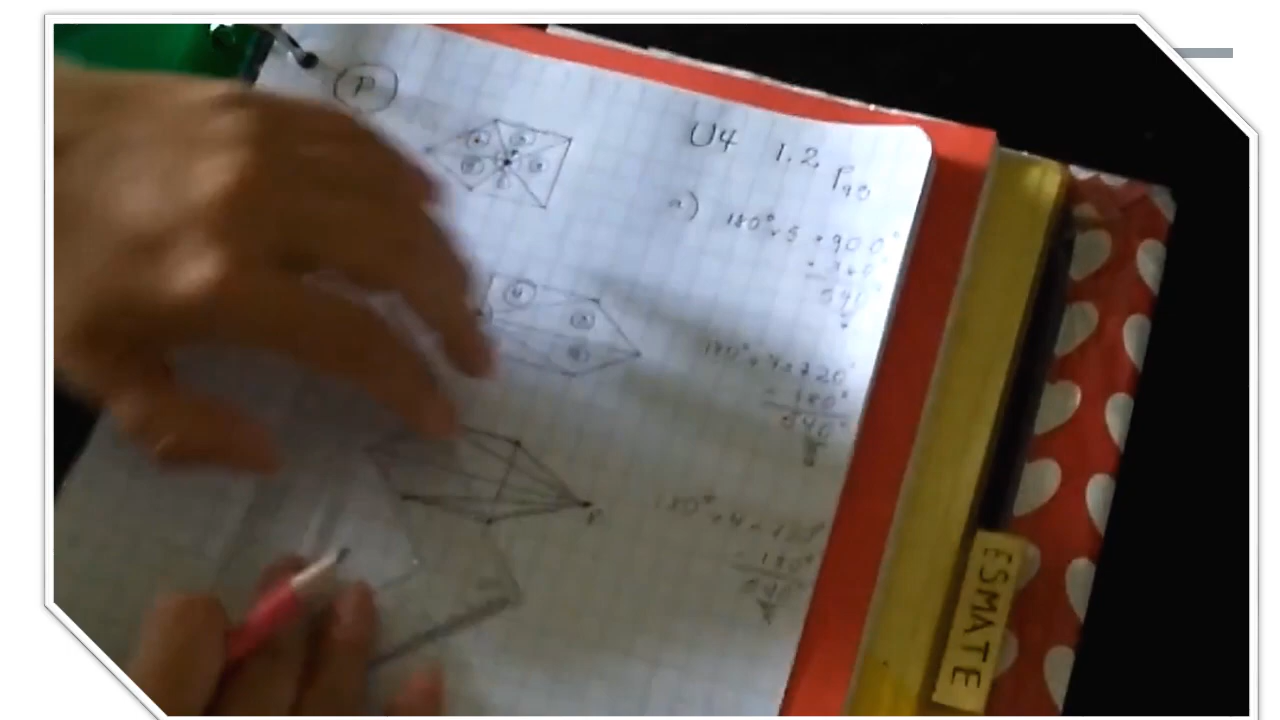 P
U4 1.2 P90
a) 180° x 5 = 900°
- 360°
540°
180° x 4 = 720°
- 180°
540°
P
180° x 4 = 720°
- 180°
540°
ESMATE